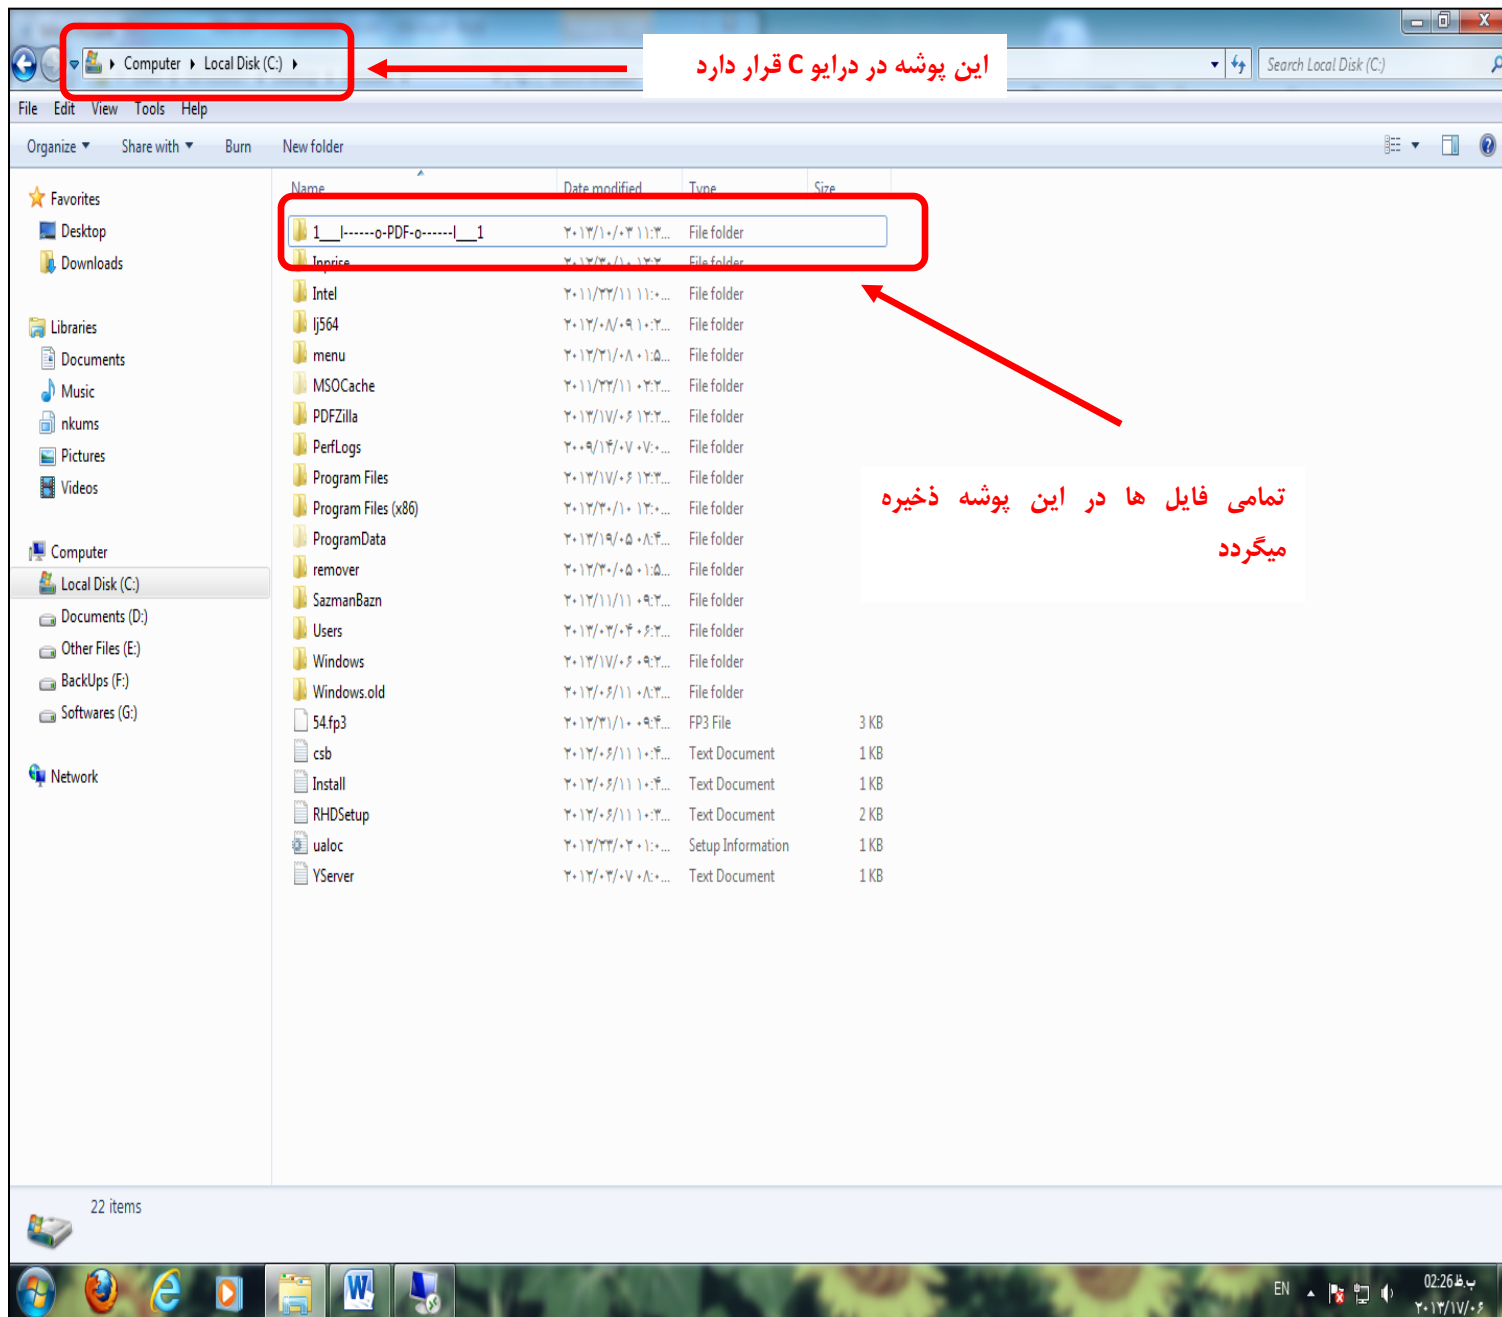 Computer ▸ Local Disk (C:) ▸
این پوشه در درایو C قرار دارد
Search Local Disk (C:)
File Edit View Tools Help
Organize Share with Burn New folder
Name Date modified Type Size
Favorites
Desktop
Downloads
Libraries
Documents
Music
nkums
Pictures
Videos
Computer
Local Disk (C:)
Documents (D:)
Other Files (E:)
BackUps (F:)
Softwares (G:)
Network
1___l------o-PDF-o------l___1 File folder
Inprise File folder
Intel File folder
lj564 File folder
menu File folder
MSOCache File folder
PDFZilla File folder
PerfLogs File folder
Program Files File folder
Program Files (x86) File folder
ProgramData File folder
remover File folder
SazmanBazn File folder
Users File folder
Windows File folder
Windows.old File folder
54.fp3 FP3 File 3 KB
csb Text Document 1 KB
Install Text Document 1 KB
RHDSetup Text Document 2 KB
ualoc Setup Information 1 KB
YServer Text Document 1 KB
تمامی فایل ها در این پوشه ذخیره
میگردد
22 items
EN
02:26 ب.ظ
۲۰۱۳/۱۷/۰۶